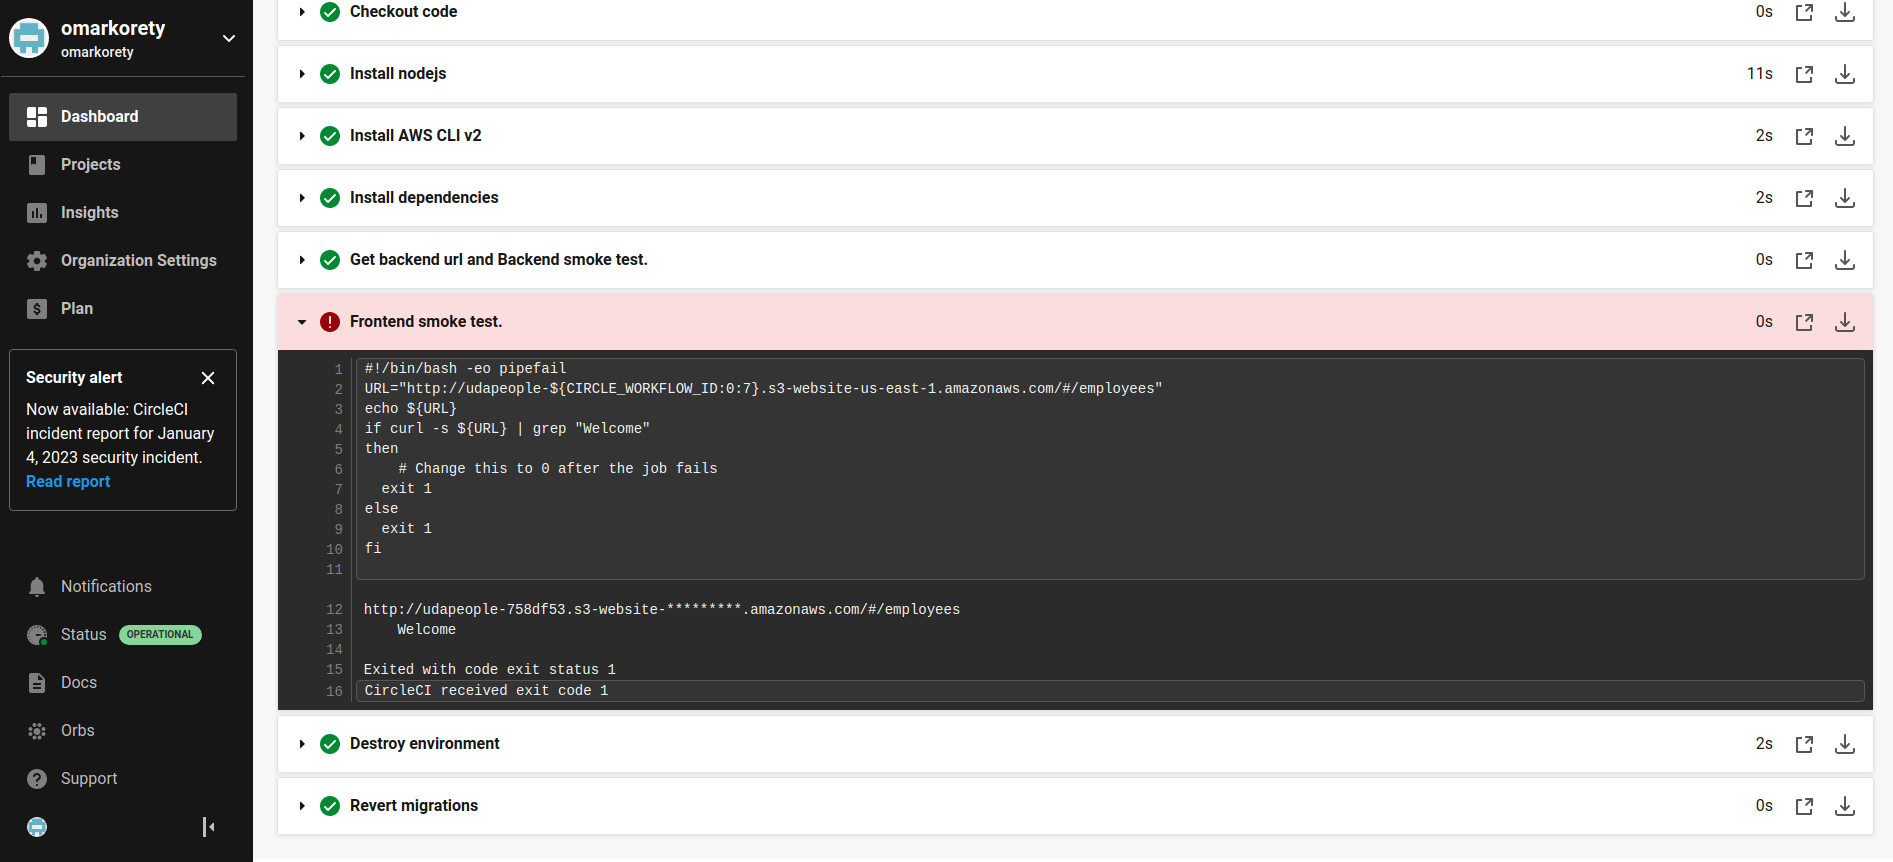 omarkorety
omarkorety
Dashboard
Projects
Insights
Organization Settings
Plan
Security alert
Now available: CircleCI
incident report for January
4, 2023 security incident.
Read report
Notifications
Status OPERATIONAL
Docs
Orbs
Support
Checkout code 0s
Install nodejs 11s
Install AWS CLI v2 2s
Install dependencies 2s
Get backend url and Backend smoke test. 0s
Frontend smoke test. 0s
1 #!/bin/bash -eo pipefail
2 URL="http://udapeople-${CIRCLE_WORKFLOW_ID:0:7}.s3-website-us-east-1.amazonaws.com/#/employees"
3 echo ${URL}
4 if curl -s ${URL} | grep "Welcome"
5 then
6     # Change this to 0 after the job fails
7   exit 1
8 else
9   exit 1
10 fi
11
12 http://udapeople-758df53.s3-website-*********.amazonaws.com/#/employees
13     Welcome
14
15 Exited with code exit status 1
16 CircleCI received exit code 1
Destroy environment 2s
Revert migrations 0s